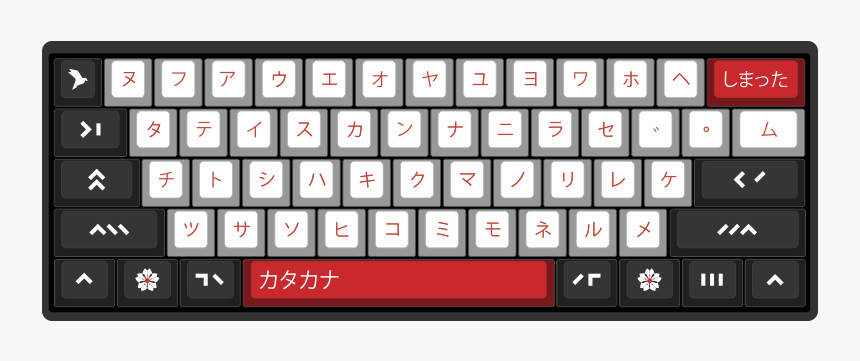 ヌ フ ア ウ エ オ ヤ ユ ヨ ワ ホ ヘ しまった
タ テ イ ス カ ン ナ ニ ラ セ ゛ ゜ ム
チ ト シ ハ キ ク マ ノ リ レ ケ
ツ サ ソ ヒ コ ミ モ ネ ル メ
カタカナ